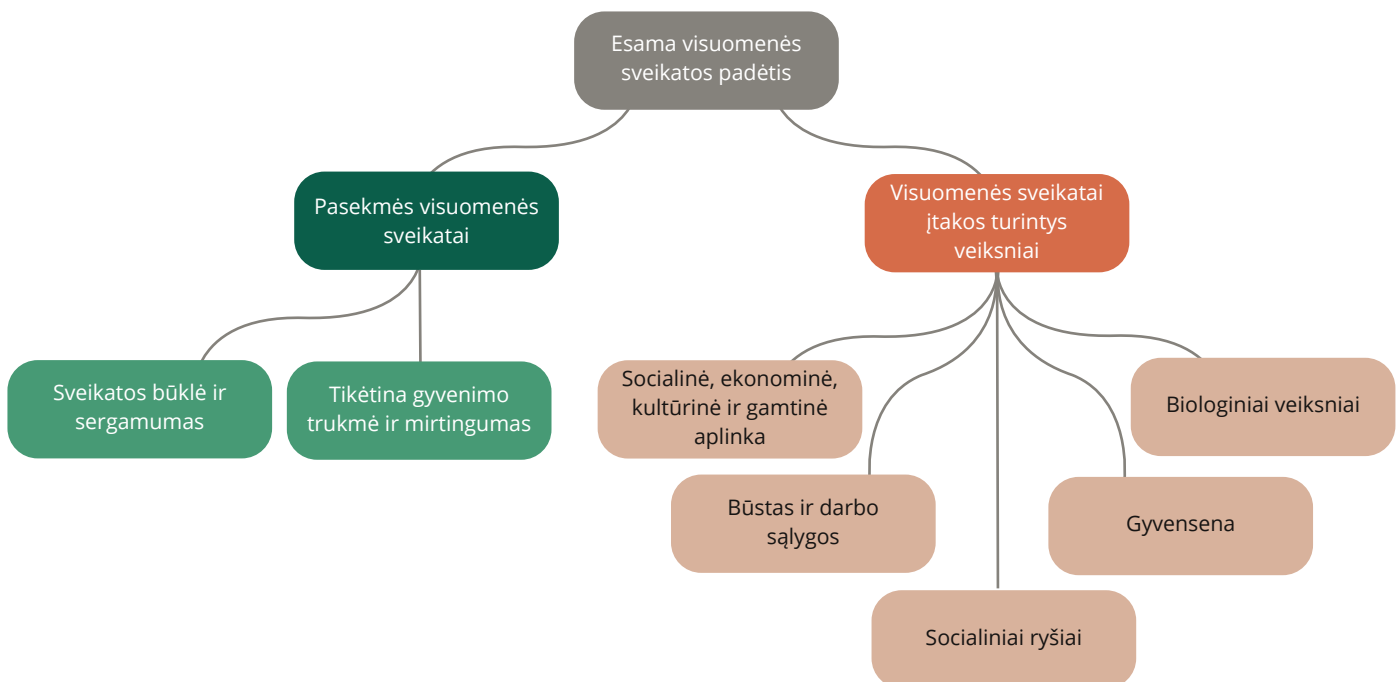 Esama visuomenės
sveikatos padėtis
Pasekmės visuomenės
sveikatai
Visuomenės sveikatai
įtakos turintys
veiksniai
Sveikatos būklė ir
sergamumas
Tikėtina gyvenimo
trukmė ir mirtingumas
Socialinė, ekonominė,
kultūrinė ir gamtinė
aplinka
Biologiniai veiksniai
Būstas ir darbo
sąlygos
Gyvensena
Socialiniai ryšiai